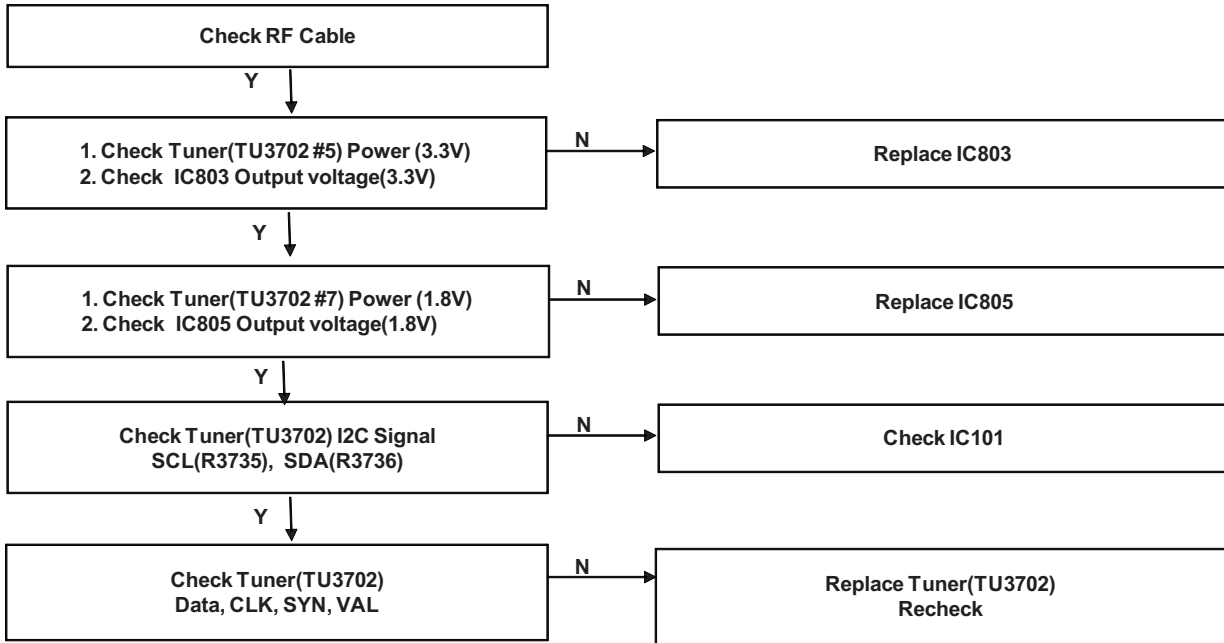 Check RF Cable
Y
1. Check Tuner(TU3702 #5) Power (3.3V)
2. Check IC803 Output voltage(3.3V)
N
Replace IC803
Y
1. Check Tuner(TU3702 #7) Power (1.8V)
2. Check IC805 Output voltage(1.8V)
N
Replace IC805
Y
Check Tuner(TU3702) I2C Signal
SCL(R3735), SDA(R3736)
N
Check IC101
Y
Check Tuner(TU3702)
Data, CLK, SYN, VAL
N
Replace Tuner(TU3702)
Recheck